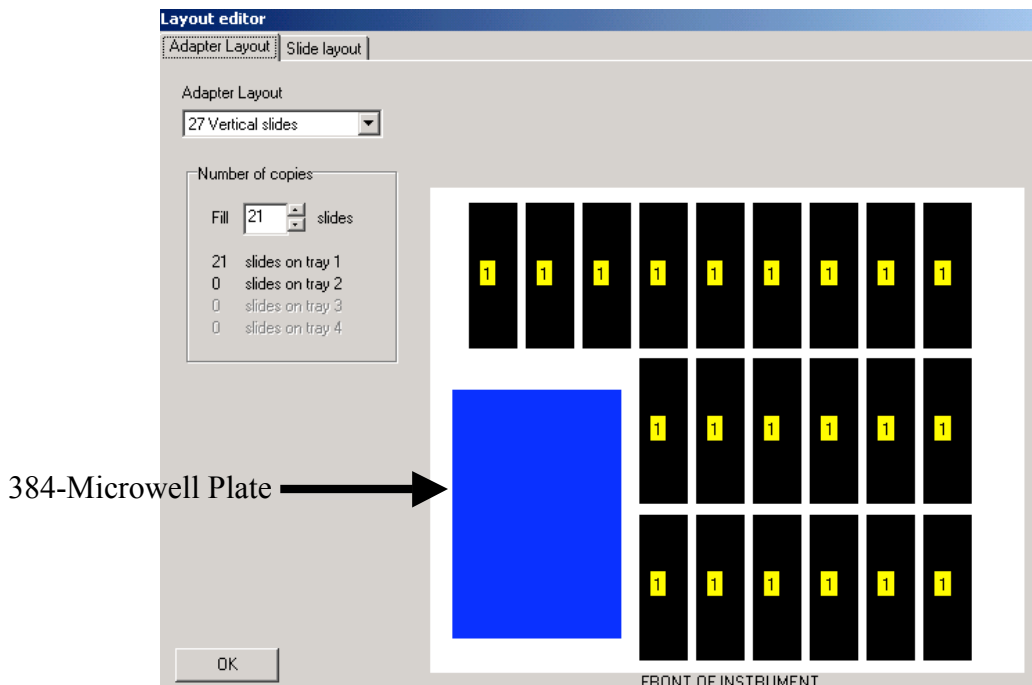 Layout editor
Adapter Layout Slide layout
Adapter Layout
27 Vertical slides
Number of copies
Fill 21 slides
21 slides on tray 1
0 slides on tray 2
0 slides on tray 3
0 slides on tray 4
1 1 1 1 1 1 1 1 1
1 1 1 1 1 1
384-Microwell Plate
1 1 1 1 1 1
OK
FRONT OF INSTRUMENT